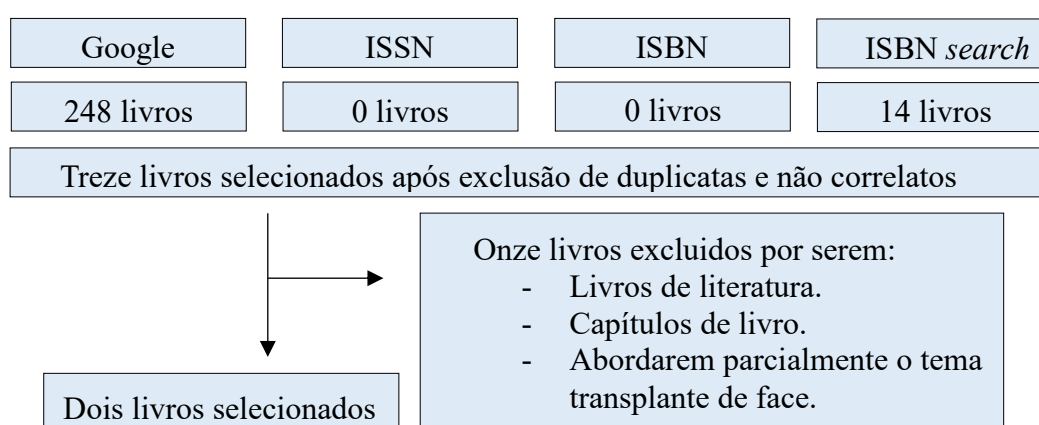 Google
ISSN
ISBN
ISBN search
248 livros
0 livros
0 livros
14 livros
Treze livros selecionados após exclusão de duplicatas e não correlatos
Onze livros excluidos por serem:
- Livros de literatura.
- Capítulos de livro.
- Abordarem parcialmente o tema
transplante de face.
Dois livros selecionados